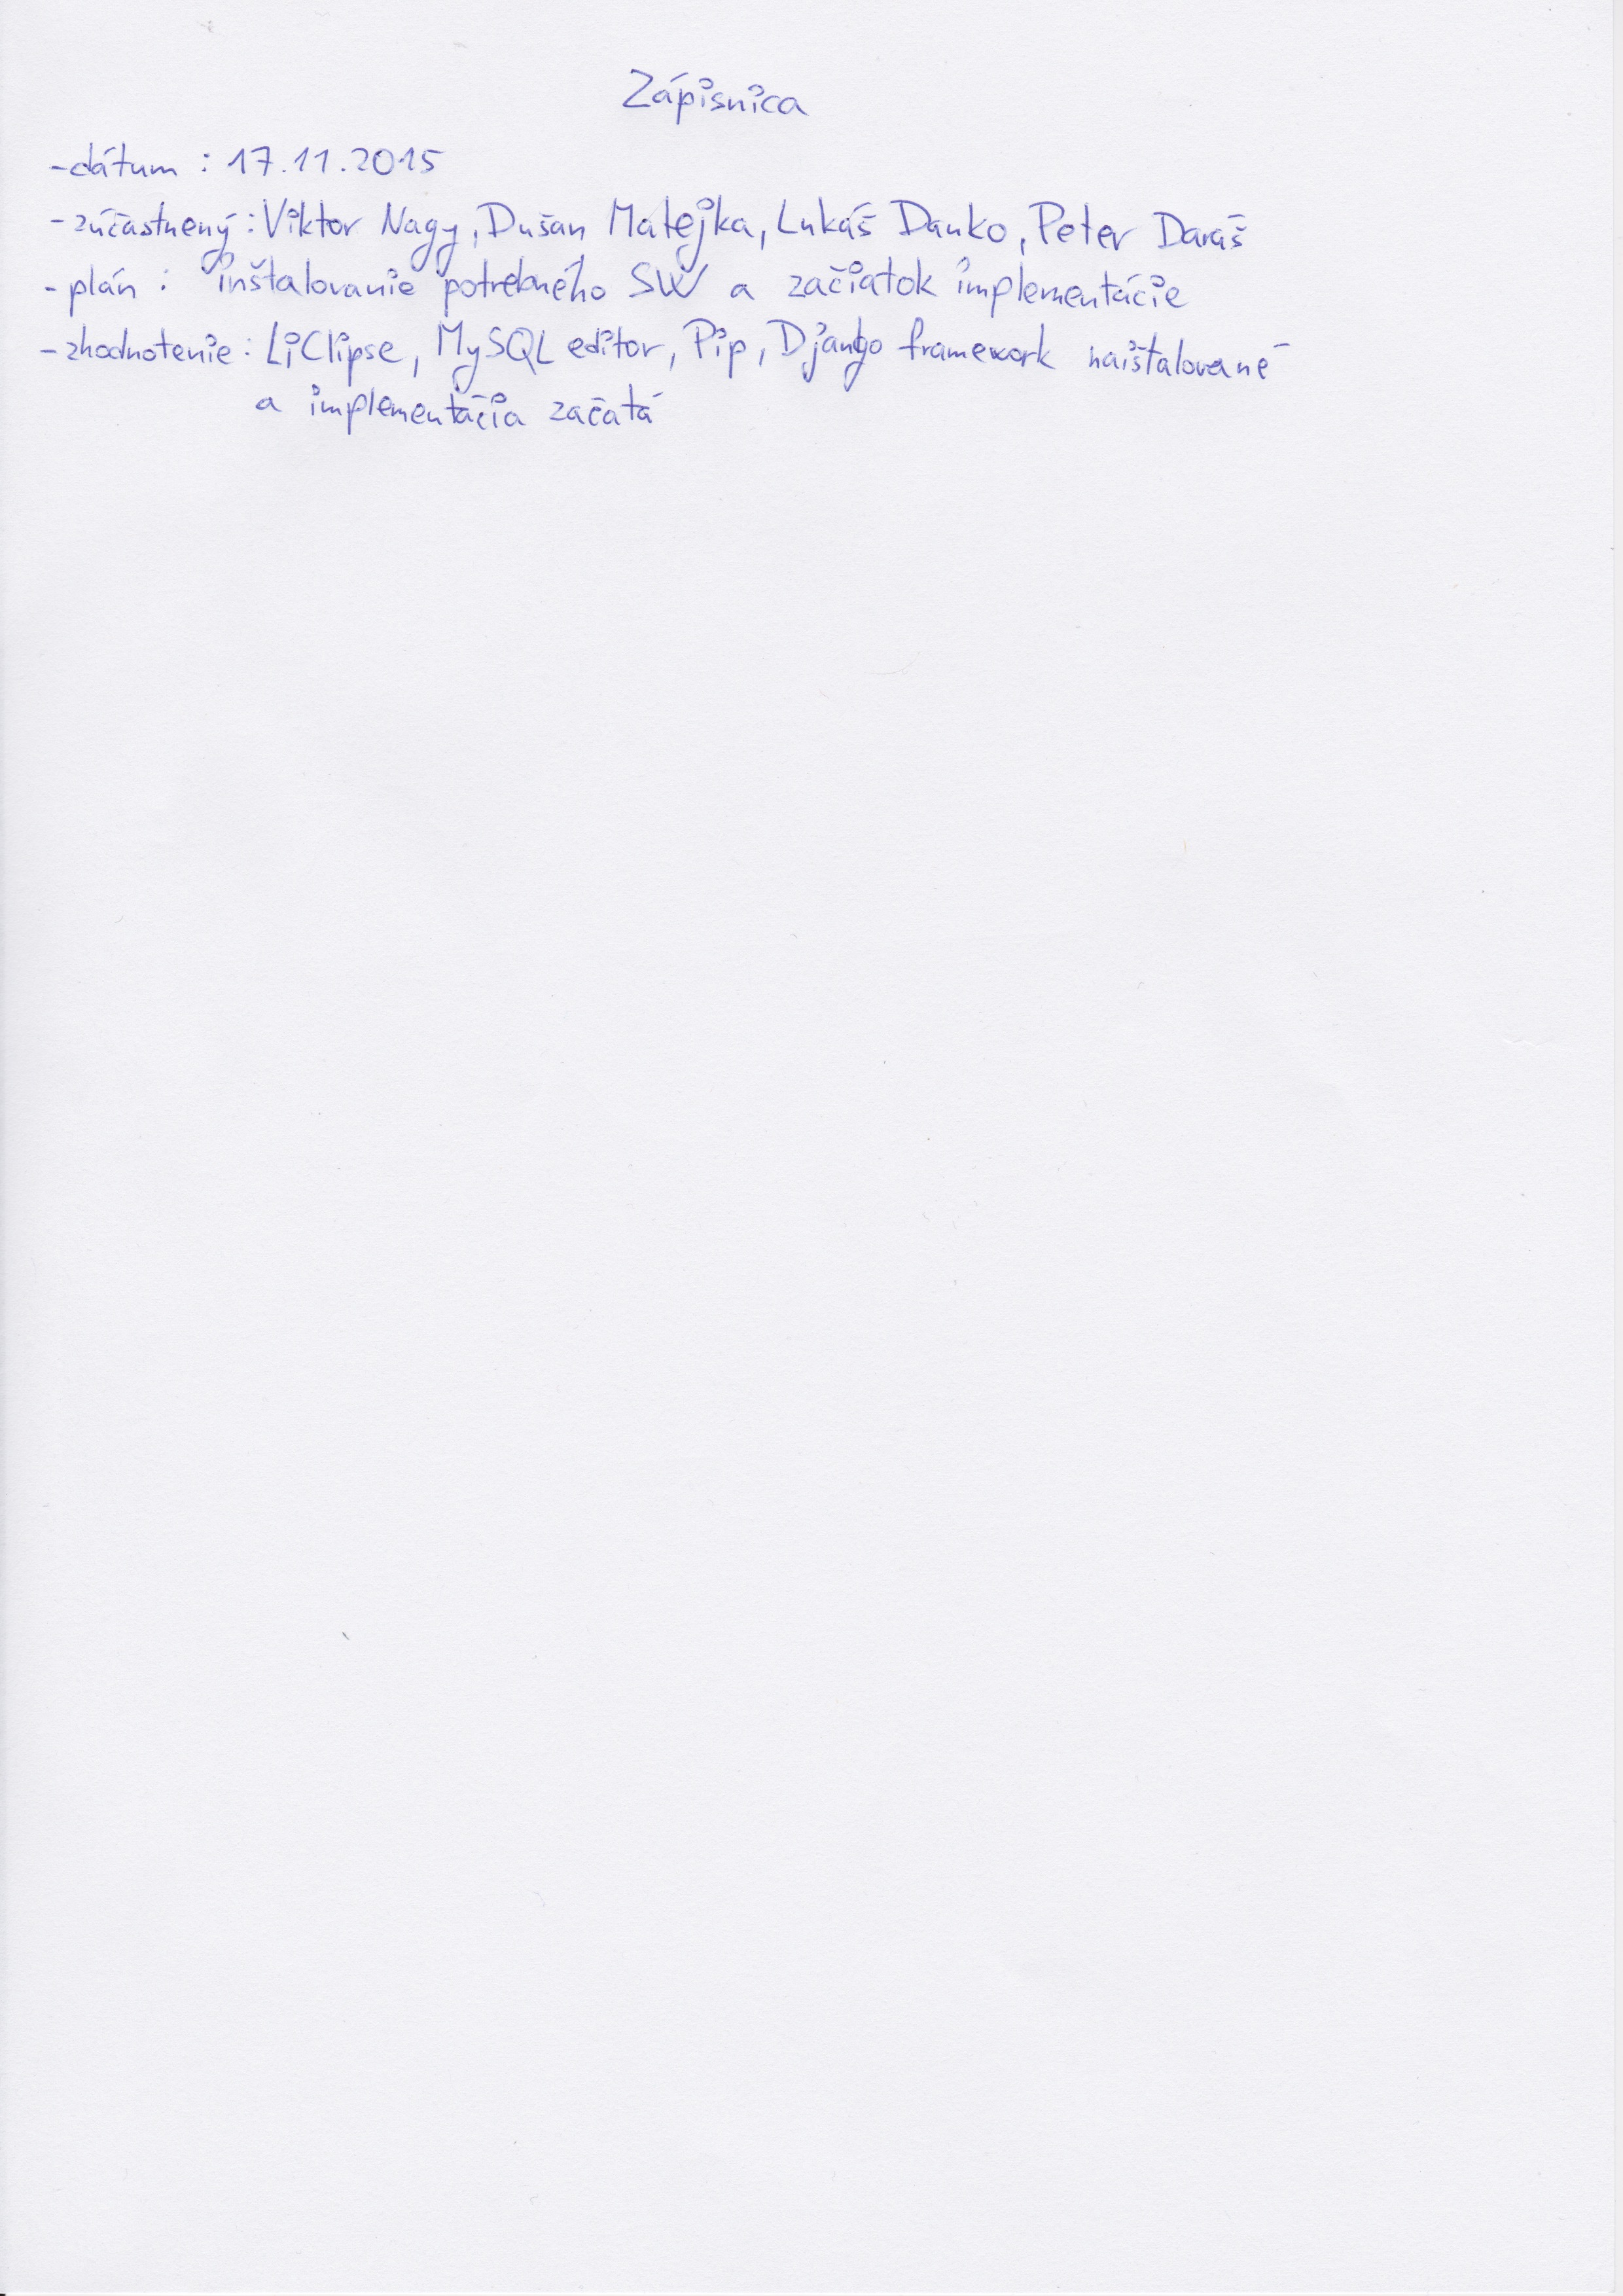 Zápisnica
- dátum : 17.11.2015
- zúčastnený : Viktor Nagy, Dušan Matejka, Lukáš Danko, Peter Daráš
- plán : inštalovanie potrebného SW a začiatok implementácie
- zhodnotenie : LiClipse, MySQL editor, Pip, Django framework naištalované
a implementácia začatá